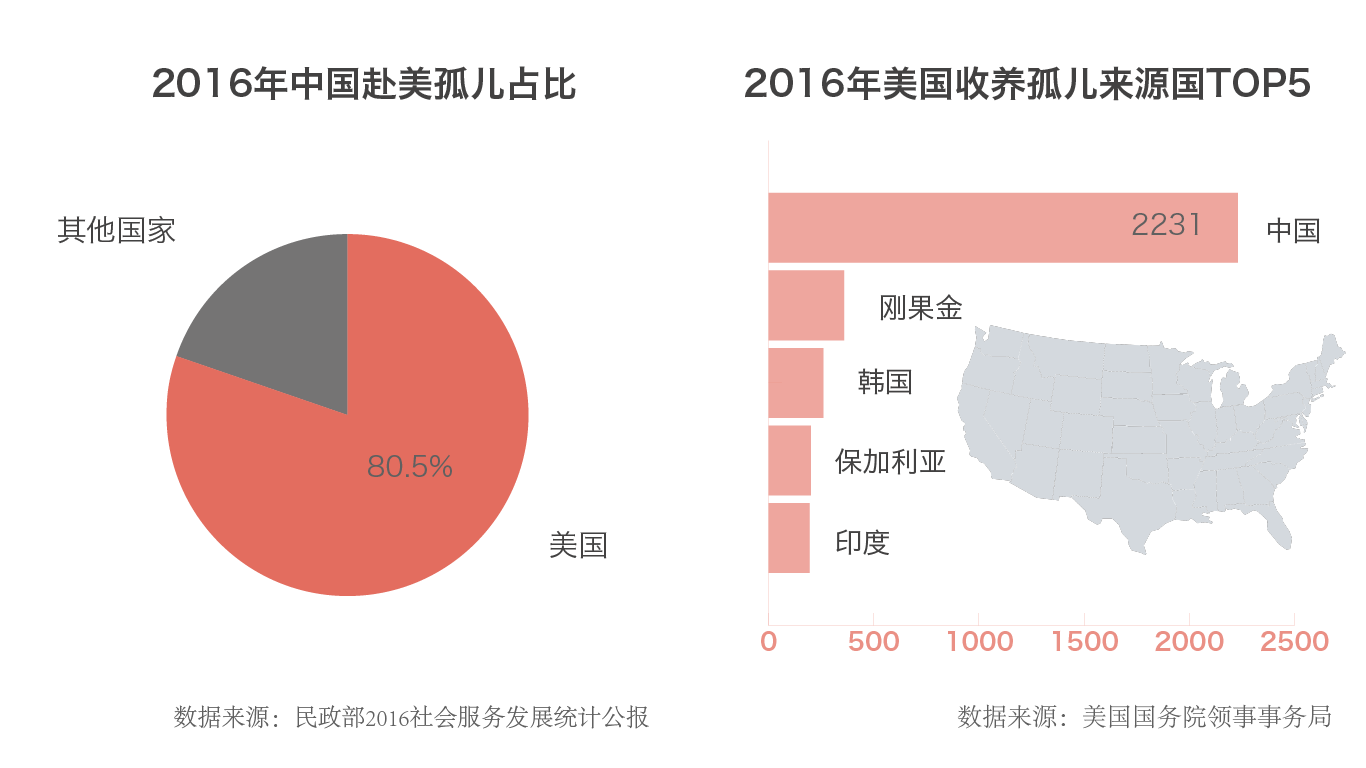 2016年中国赴美孤儿占比
其他国家
80.5%
美国
数据来源：民政部2016社会服务发展统计公报
2016年美国收养孤儿来源国TOP5
2231
中国
刚果金
韩国
保加利亚
印度
0 500 1000 1500 2000 2500
数据来源：美国国务院领事事务局